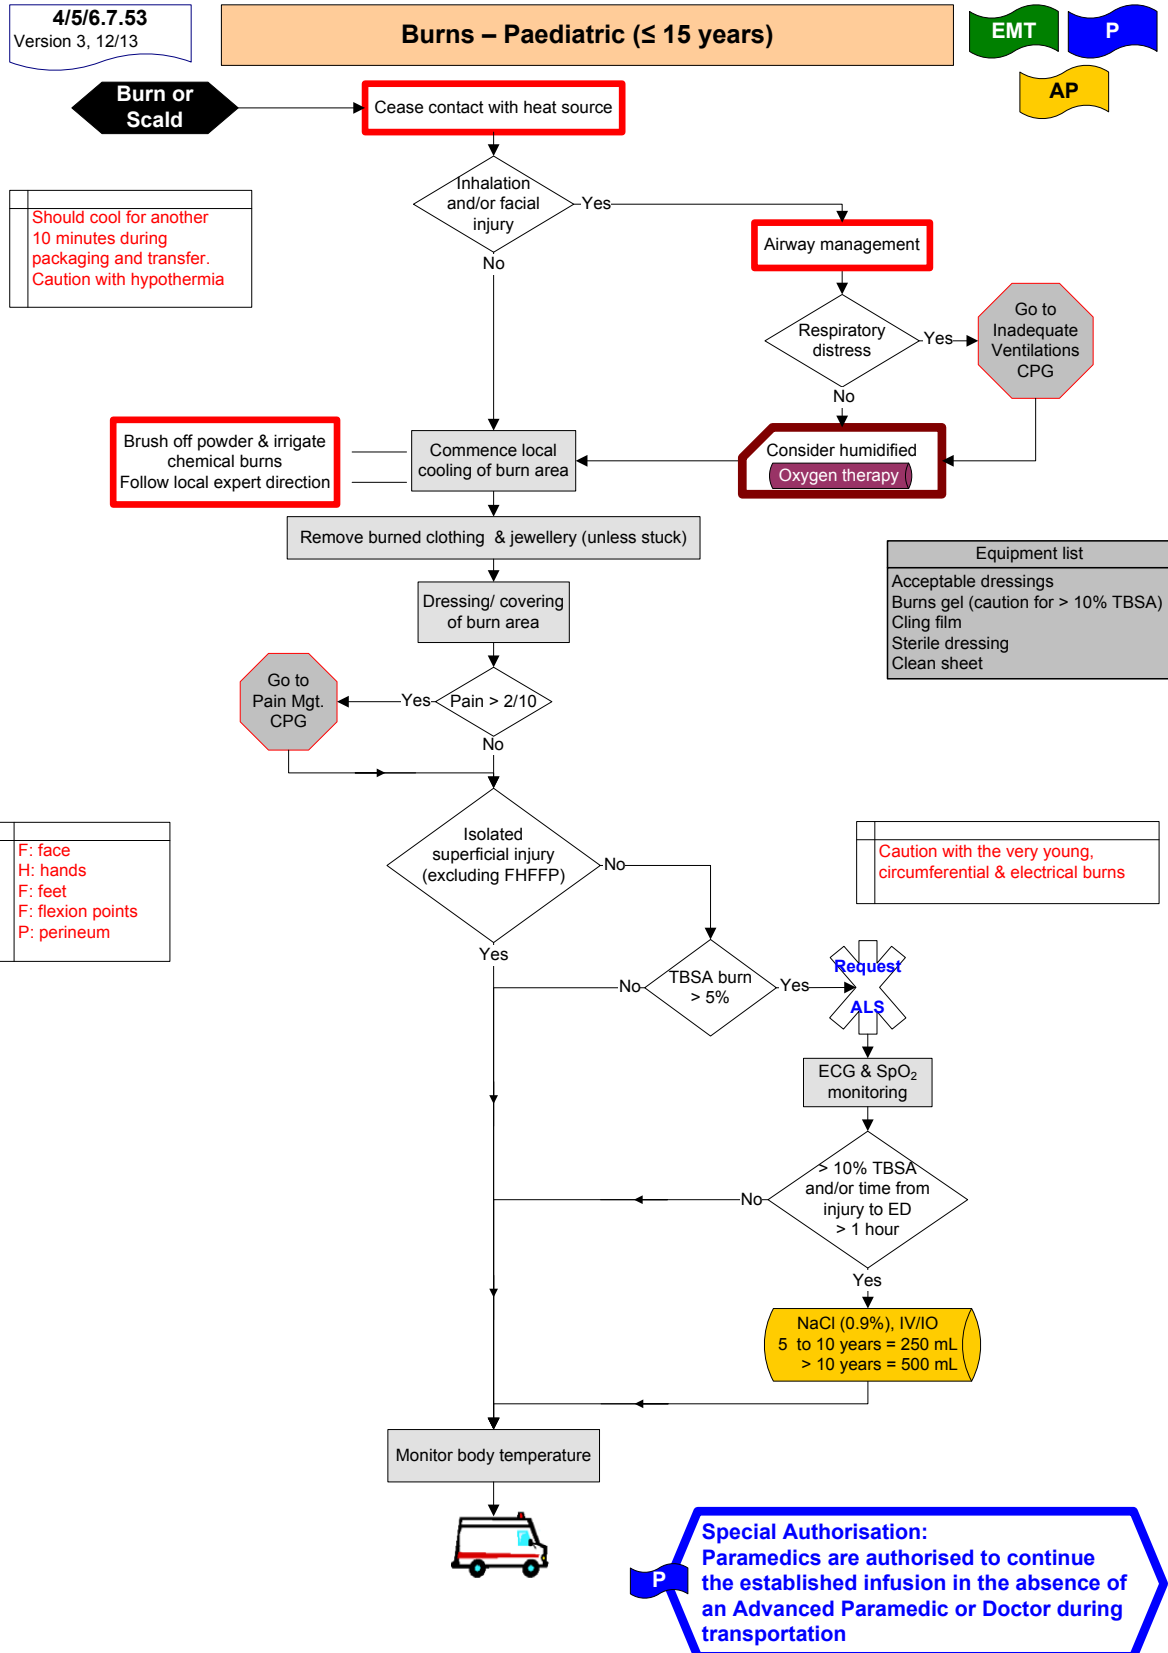 4/5/6.7.53
Version 3, 12/13
Burns – Paediatric (≤ 15 years)
EMT
P
AP
Burn or
Scald
Cease contact with heat source
Inhalation
and/or facial
injury
Yes
No
Should cool for another
10 minutes during
packaging and transfer.
Caution with hypothermia
Airway management
Respiratory
distress
Yes
No
Go to
Inadequate
Ventilations
CPG
Brush off powder & irrigate
chemical burns
Follow local expert direction
Commence local
cooling of burn area
Consider humidified
Oxygen therapy
Remove burned clothing & jewellery (unless stuck)
Equipment list
Acceptable dressings
Burns gel (caution for > 10% TBSA)
Cling film
Sterile dressing
Clean sheet
Dressing/ covering
of burn area
Go to
Pain Mgt.
CPG
Yes
Pain > 2/10
No
Isolated
superficial injury
(excluding FHFFP)
No
Yes
F: face
H: hands
F: feet
F: flexion points
P: perineum
Caution with the very young,
circumferential & electrical burns
No
TBSA burn
> 5%
Yes
Request
ALS
ECG & SpO₂
monitoring
> 10% TBSA
and/or time from
injury to ED
> 1 hour
No
Yes
NaCl (0.9%), IV/IO
5 to 10 years = 250 mL
> 10 years = 500 mL
Monitor body temperature
P
Special Authorisation:
Paramedics are authorised to continue
the established infusion in the absence of
an Advanced Paramedic or Doctor during
transportation